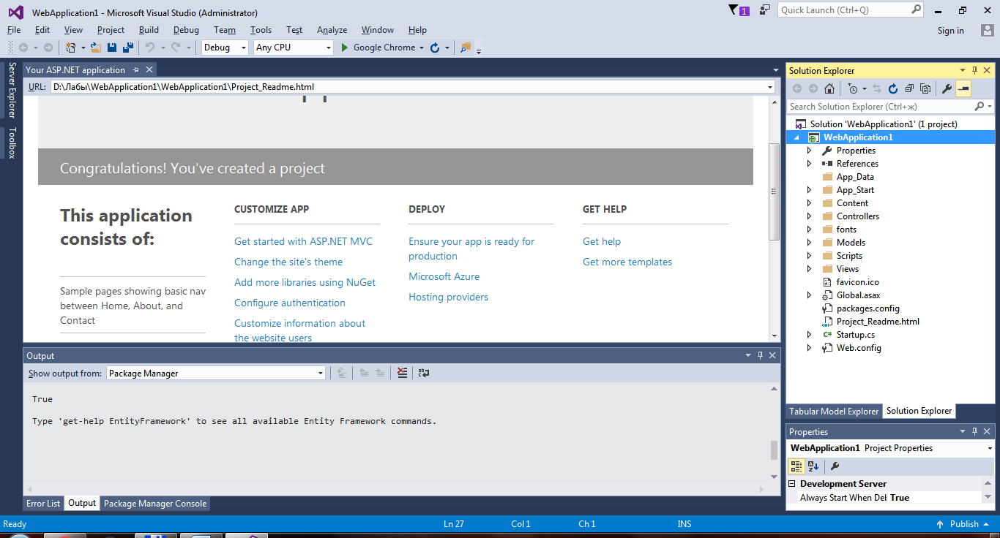 WebApplication1 - Microsoft Visual Studio (Administrator)
1
Quick Launch (Ctrl+Q)
File Edit View Project Build Debug Team Tools Test Analyze Window Help
Sign in
Debug Any CPU Google Chrome
Server Explorer
Toolbox
Your ASP.NET application
URL: D:\Лабы\WebApplication1\WebApplication1\Project_Readme.html
Congratulations! You've created a project
This application
consists of:
Sample pages showing basic nav
between Home, About, and
Contact
CUSTOMIZE APP
Get started with ASP.NET MVC
Change the site's theme
Add more libraries using NuGet
Configure authentication
Customize information about
the website users
DEPLOY
Ensure your app is ready for
production
Microsoft Azure
Hosting providers
GET HELP
Get help
Get more templates
Output
Show output from: Package Manager
True
Type 'get-help EntityFramework' to see all available Entity Framework commands.
Error List Output Package Manager Console
Solution Explorer
Search Solution Explorer (Ctrl+ж)
Solution 'WebApplication1' (1 project)
WebApplication1
Properties
References
App_Data
App_Start
Content
Controllers
fonts
Models
Scripts
Views
favicon.ico
Global.asax
packages.config
Project_Readme.html
Startup.cs
Web.config
Tabular Model Explorer Solution Explorer
Properties
WebApplication1 Project Properties
Development Server
Always Start When Del True
Ready Ln 27 Col 1 Ch 1 INS Publish